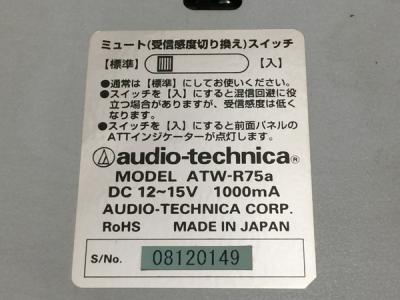 ミュート(受信感度切り換え)スイッチ
【標準】 【入】
●通常は【標準】にしてお使いください。
●スイッチを【入】にすると混信回避に役
立つ場合がありますが、受信感度は低く
なります。
●スイッチを【入】にすると前面パネルの
ATTインジケーターが点灯します。
audio-technica®
MODEL ATW-R75a
DC 12~15V 1000mA
AUDIO-TECHNICA CORP.
RoHS MADE IN JAPAN
S/No. 08120149